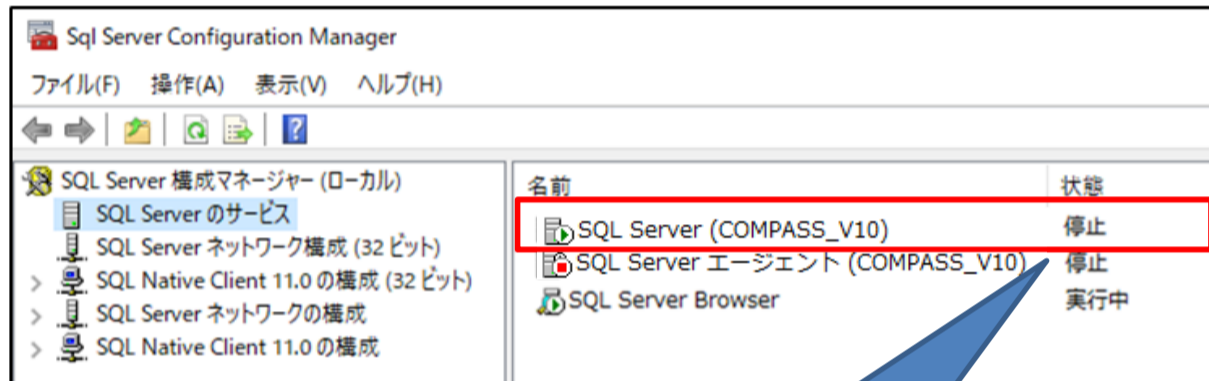 Sql Server Configuration Manager
ファイル(F) 操作(A) 表示(V) ヘルプ(H)
SQL Server 構成マネージャー (ローカル)
SQL Server のサービス
SQL Server ネットワーク構成 (32 ビット)
SQL Native Client 11.0 の構成 (32 ビット)
SQL Server ネットワークの構成
SQL Native Client 11.0 の構成
名前 状態
SQL Server (COMPASS_V10) 停止
SQL Server エージェント (COMPASS_V10) 停止
SQL Server Browser 実行中